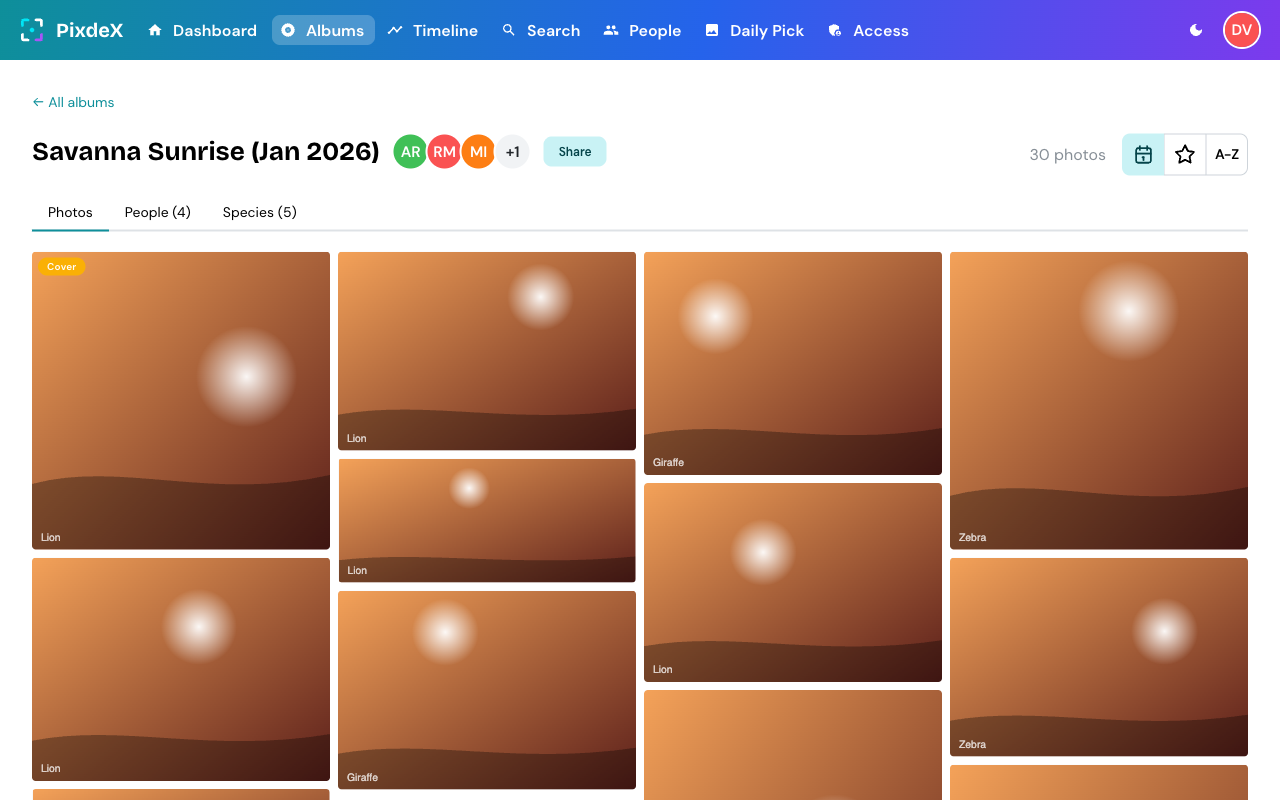 PixdeX Dashboard Albums Timeline Search People Daily Pick Access DV
← All albums
Savanna Sunrise (Jan 2026) AR RM MI +1 Share 30 photos A-Z
Photos People (4) Species (5)
Cover
Lion
Lion
Giraffe
Zebra
Lion
Lion
Zebra
Lion
Giraffe